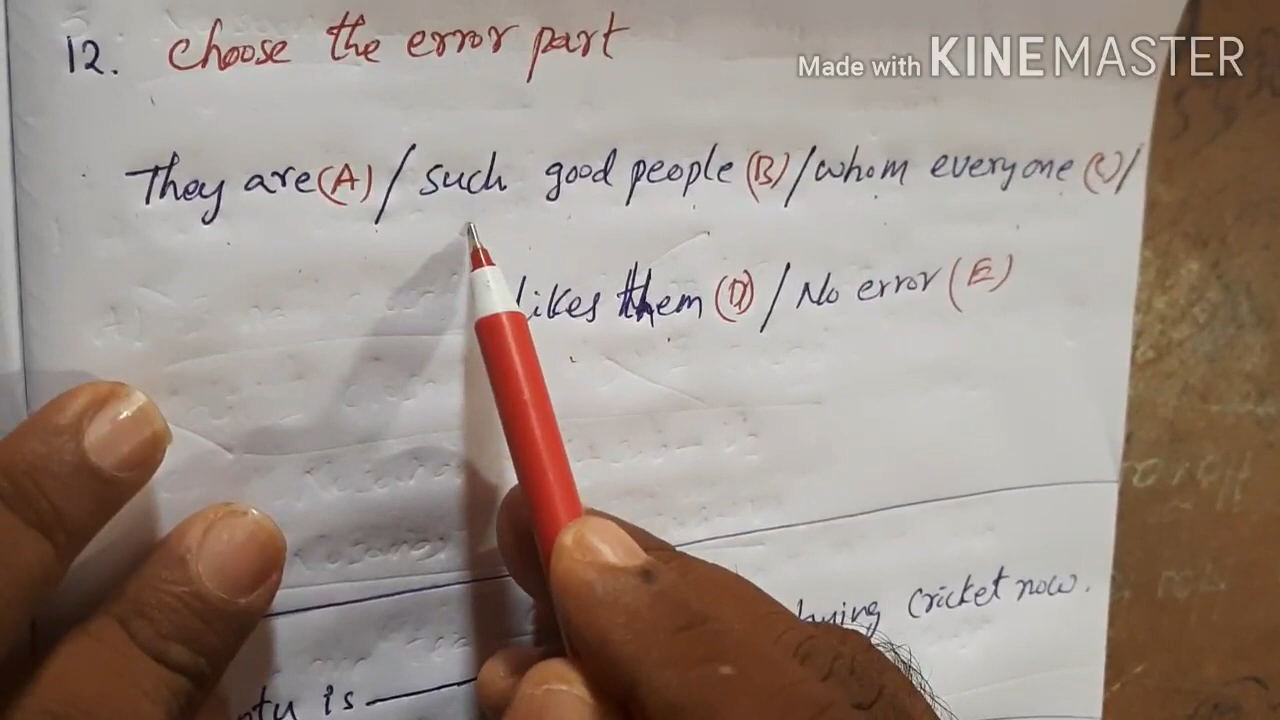 12. Choose the error part
Made with KINEMASTER
They are (A) / such good people (B) / whom everyone (C) /
likes them (D) / No error (E)
cricket now.
is